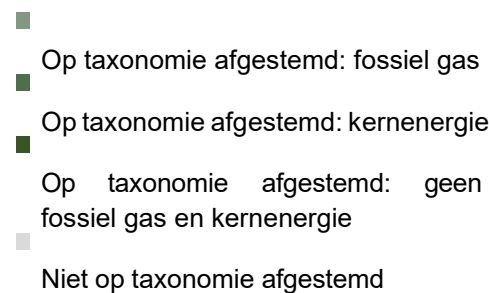 Op taxonomie afgestemd: fossiel gas
Op taxonomie afgestemd: kernenergie
Op taxonomie afgestemd: geen
fossiel gas en kernenergie
Niet op taxonomie afgestemd